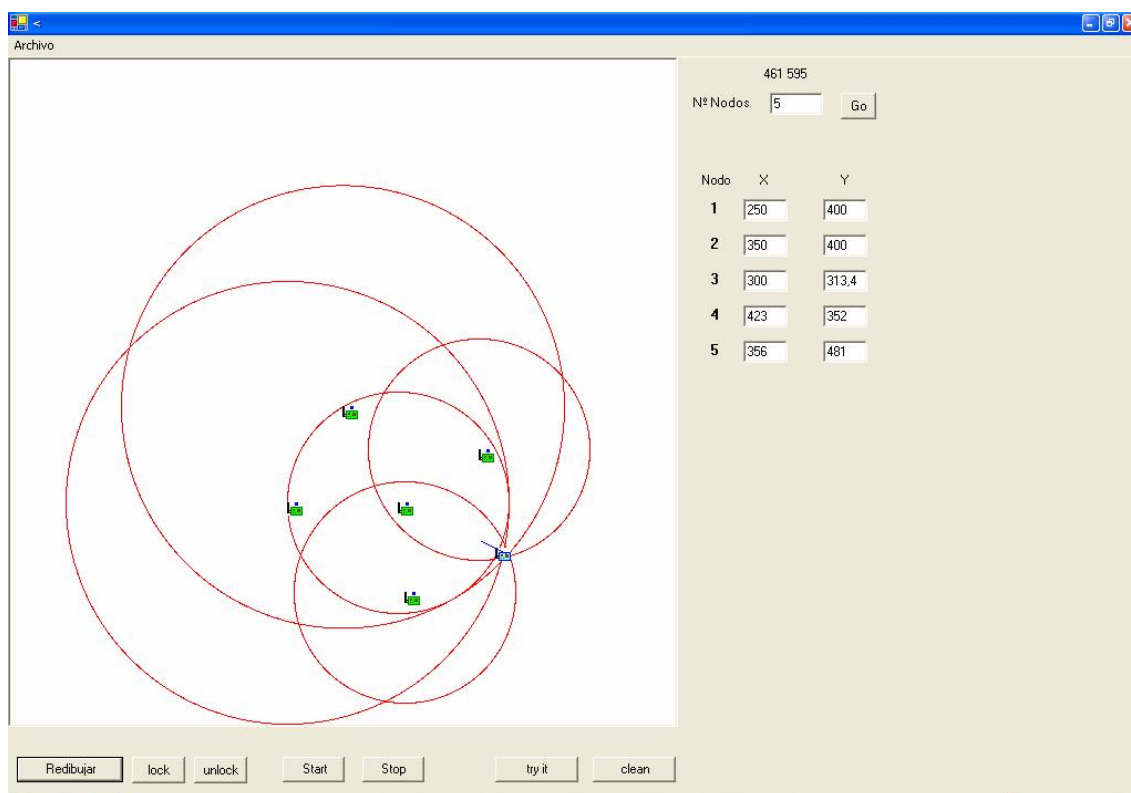 <
Archivo
461 595
Nº Nodos 5 Go
Nodo X Y
1 250 400
2 350 400
3 300 313,4
4 423 352
5 356 481
Redibujar lock unlock Start Stop try it clean